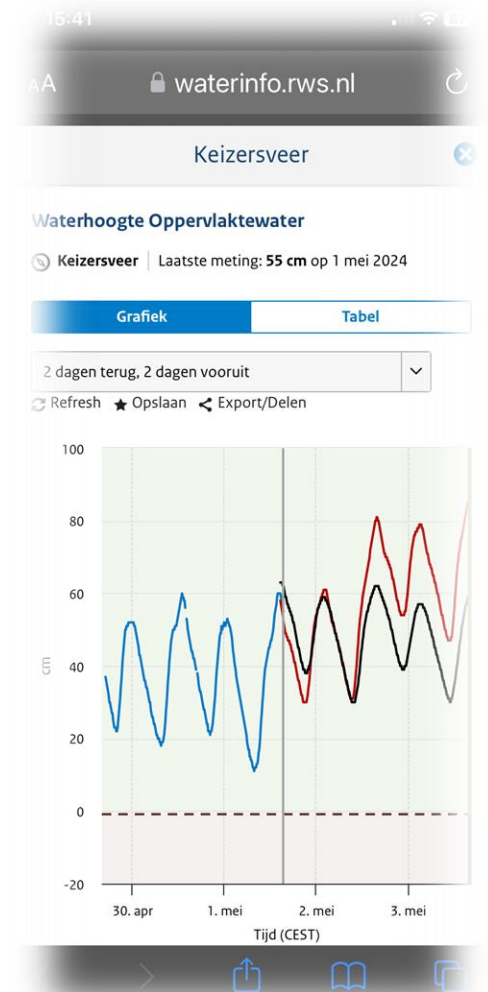 15:41
AA waterinfo.rws.nl
Keizersveer
Waterhoogte Oppervlaktewater
Keizersveer Laatste meting: 55 cm op 1 mei 2024
Grafiek Tabel
2 dagen terug, 2 dagen vooruit
Refresh Opslaan Export/Delen
100
80
60
cm
40
20
0
-20
30. apr 1. mei 2. mei 3. mei
Tijd (CEST)